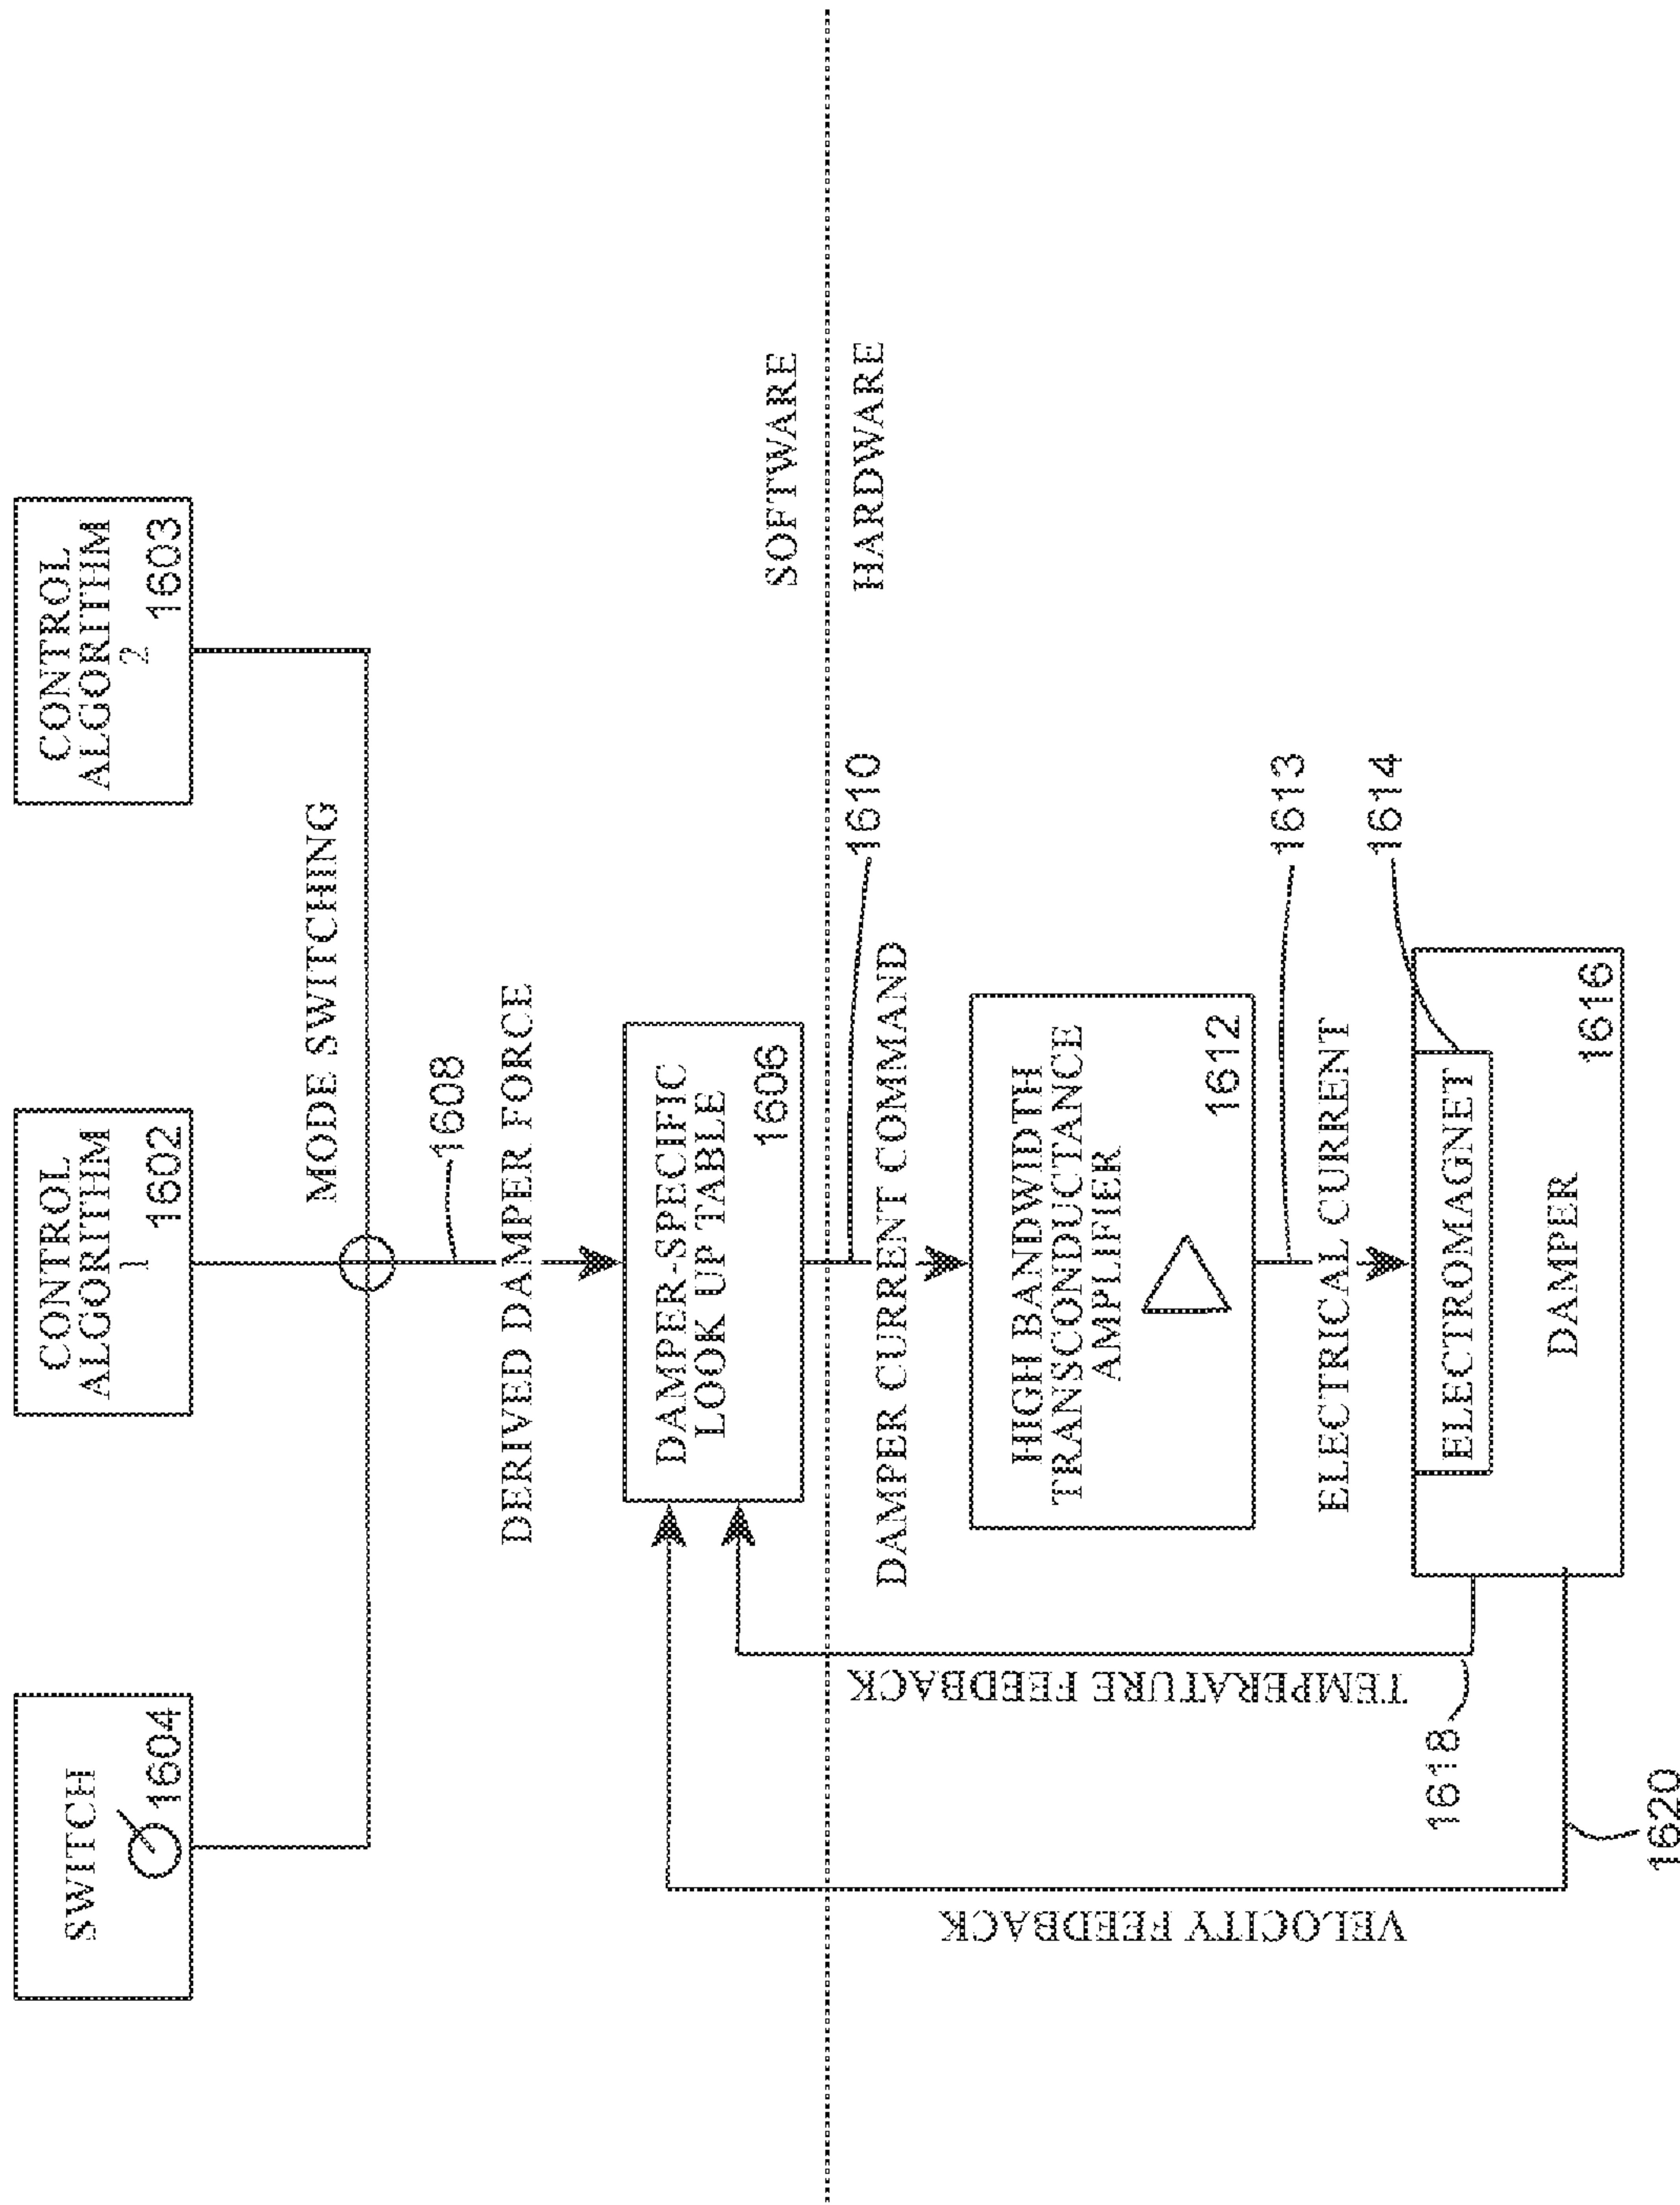 SWITCH
1604
CONTROL
ALGORITHM
1
1602
CONTROL
ALGORITHM
2
1603
MODE SWITCHING
1608
DERIVED DAMPER FORCE
DAMPER-SPECIFIC
LOOK UP TABLE
1606
SOFTWARE
HARDWARE
1610
DAMPER CURRENT COMMAND
HIGH BANDWIDTH
TRANSCONDUCTANCE
AMPLIFIER
1612
1613
ELECTRICAL CURRENT
1614
ELECTROMAGNET
DAMPER
1616
TEMPERATURE FEEDBACK
1618
VELOCITY FEEDBACK
1620